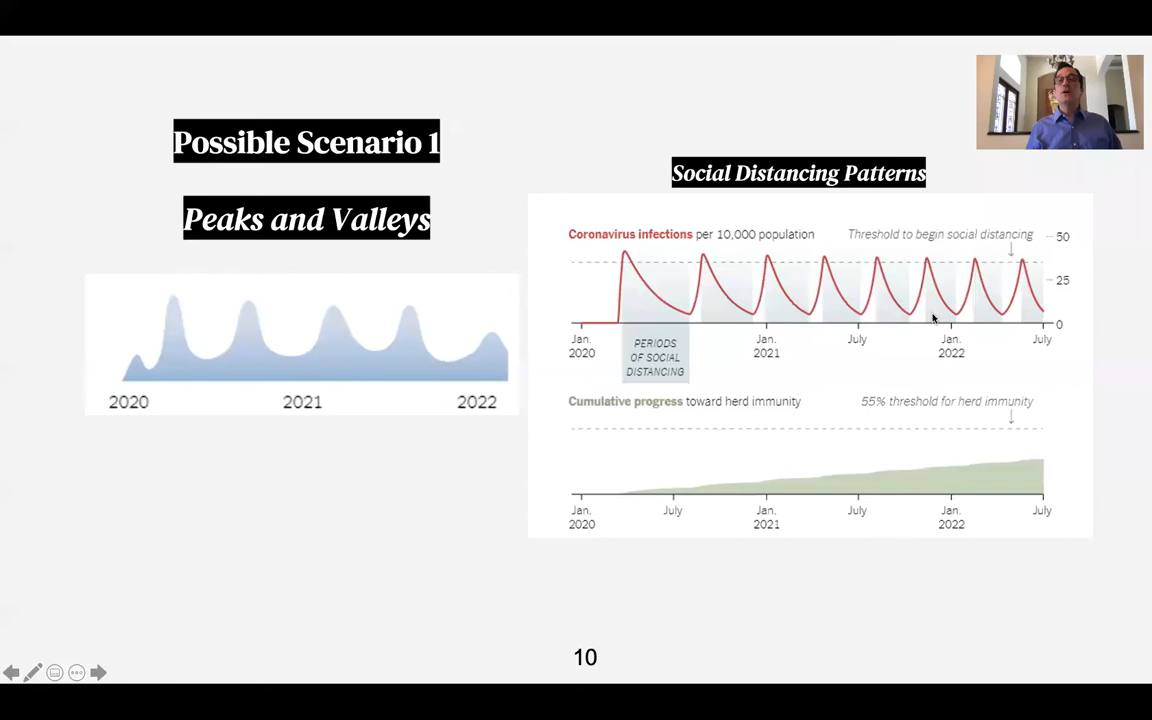 Possible Scenario 1
Peaks and Valleys
2020 2021 2022
Social Distancing Patterns
Coronavirus infections per 10,000 population
Threshold to begin social distancing
50
25
0
PERIODS
OF SOCIAL
DISTANCING
Jan. Jan. July Jan. July
2020 2021 2022
Cumulative progress toward herd immunity
55% threshold for herd immunity
Jan. July Jan. July Jan. July
2020 2021 2022
10